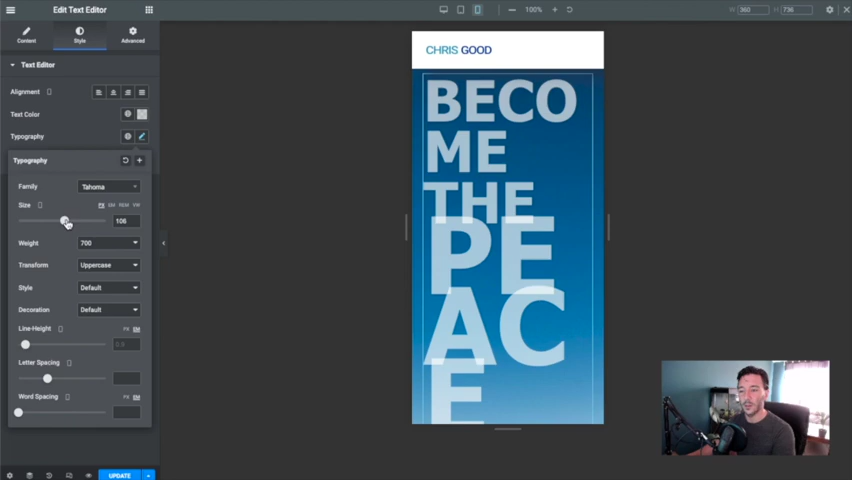 Edit Text Editor
100%
W 360
H 736
Content
Style
Advanced
Text Editor
Alignment
Text Color
Typography
Typography
Family
Tahoma
Size
PX EM REM VW
106
Weight
700
Transform
Uppercase
Style
Default
Decoration
Default
Line-Height
PX EM
0.9
Letter Spacing
Word Spacing
PX EM
UPDATE
CHRIS GOOD
BECO
ME
THE
PE
AC
E